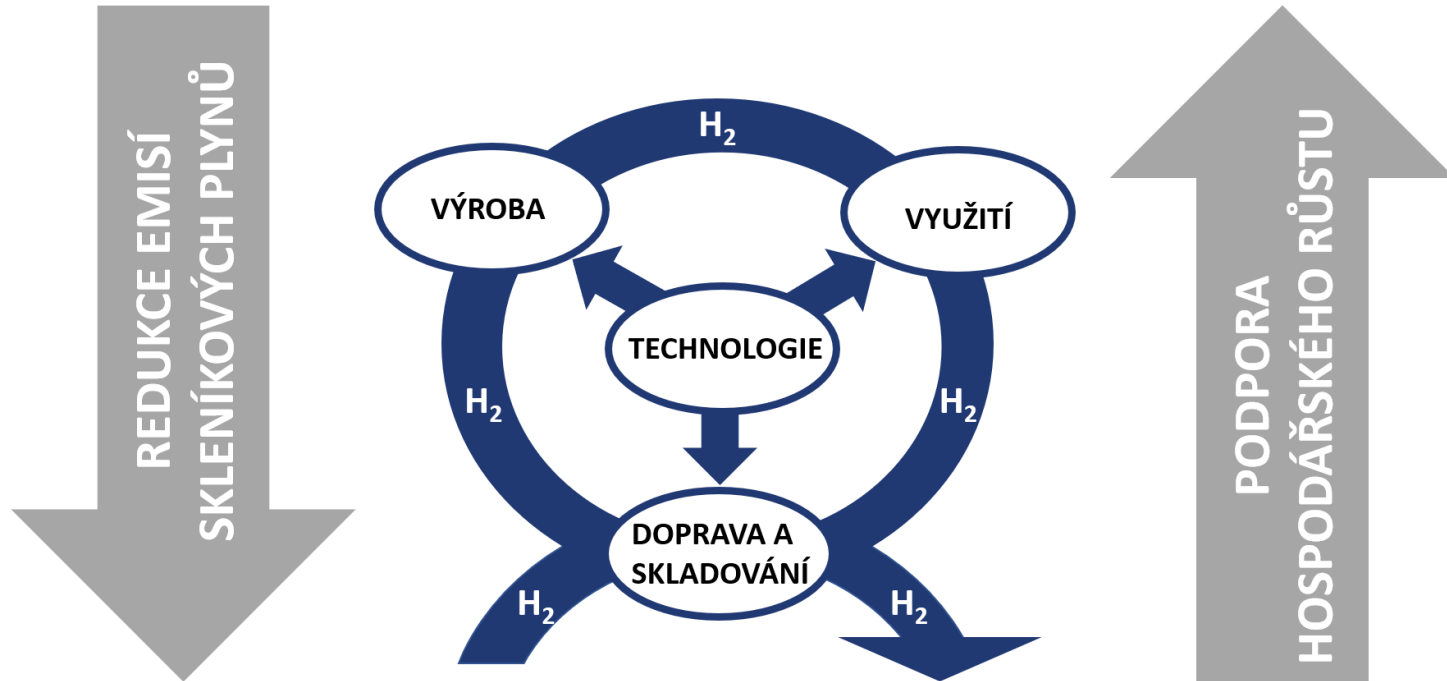 REDUKCE EMISÍ
SKLENÍKOVÝCH PLYNŮ
H₂
VÝROBA
VYUŽITÍ
TECHNOLOGIE
H₂
H₂
DOPRAVA A
SKLADOVÁNÍ
H₂
H₂
PODPORA
HOSPODÁŘSKÉHO RŮSTU